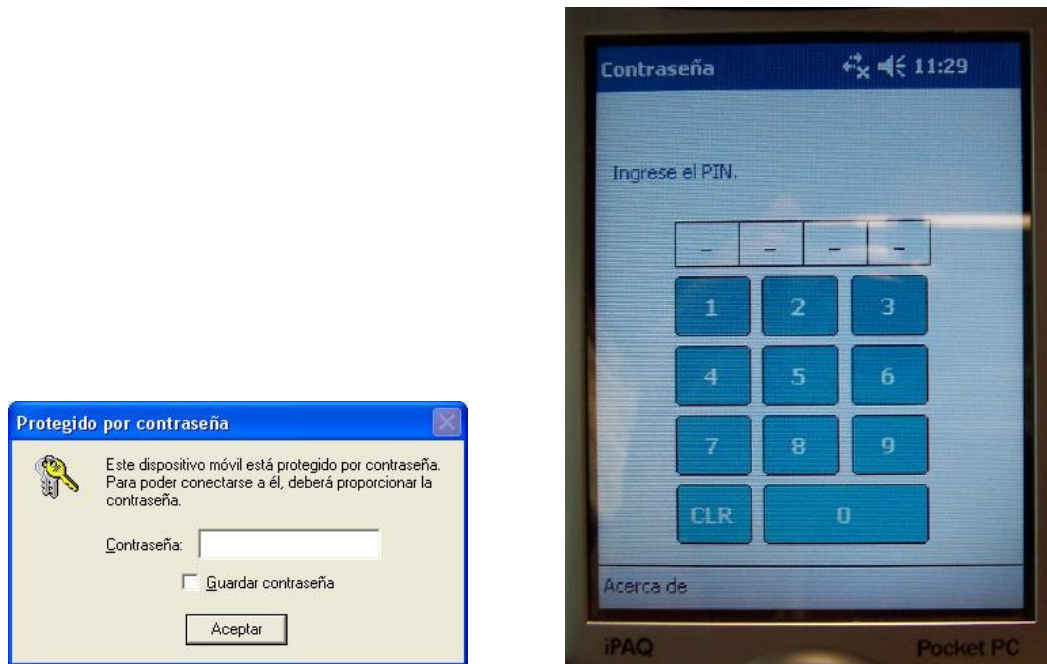 Protegido por contraseña
Este dispositivo móvil está protegido por contraseña.
Para poder conectarse a él, deberá proporcionar la
contraseña.
Contraseña:
Guardar contraseña
Aceptar
Contraseña 11:29
Ingrese el PIN.
1 2 3
4 5 6
7 8 9
CLR 0
Acerca de
iPAQ Pocket PC